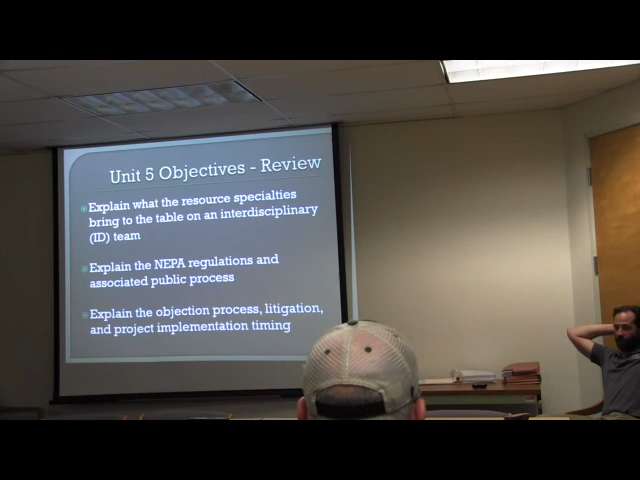 Unit 5 Objectives - Review
Explain what the resource specialties
bring to the table on an interdisciplinary
(ID) team
Explain the NEPA regulations and
associated public process
Explain the objection process, litigation,
and project implementation timing